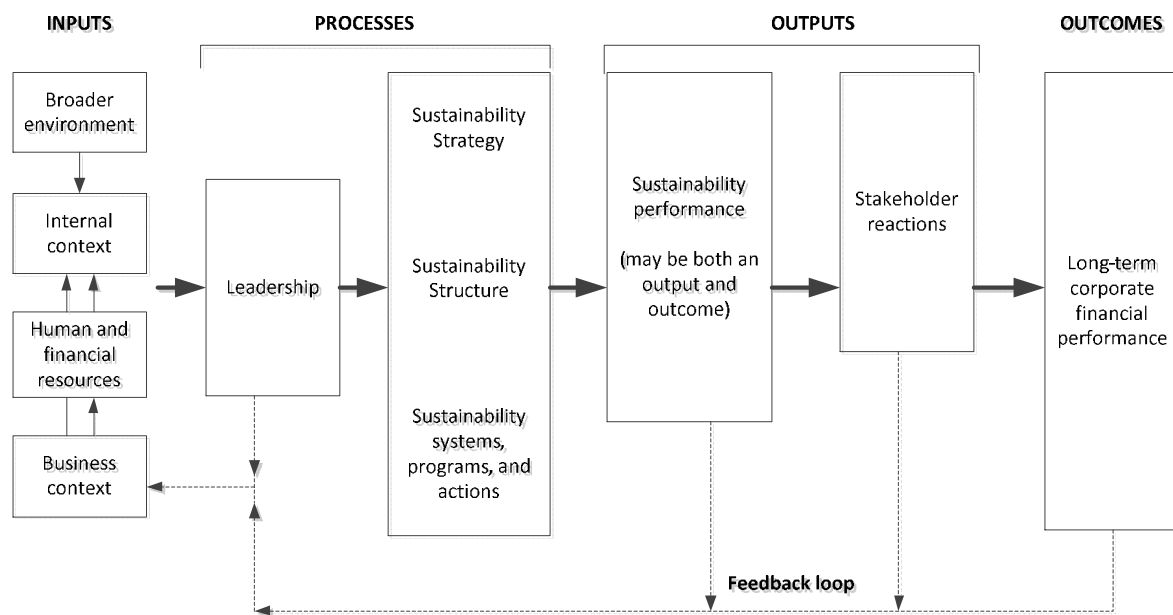 INPUTS
PROCESSES
OUTPUTS
OUTCOMES
Broader
environment
Internal
context
Human and
financial
resources
Business
context
Leadership
Sustainability
Strategy
Sustainability
Structure
Sustainability
systems,
programs, and
actions
Sustainability
performance
(may be both an
output and
outcome)
Stakeholder
reactions
Long-term
corporate
financial
performance
Feedback loop